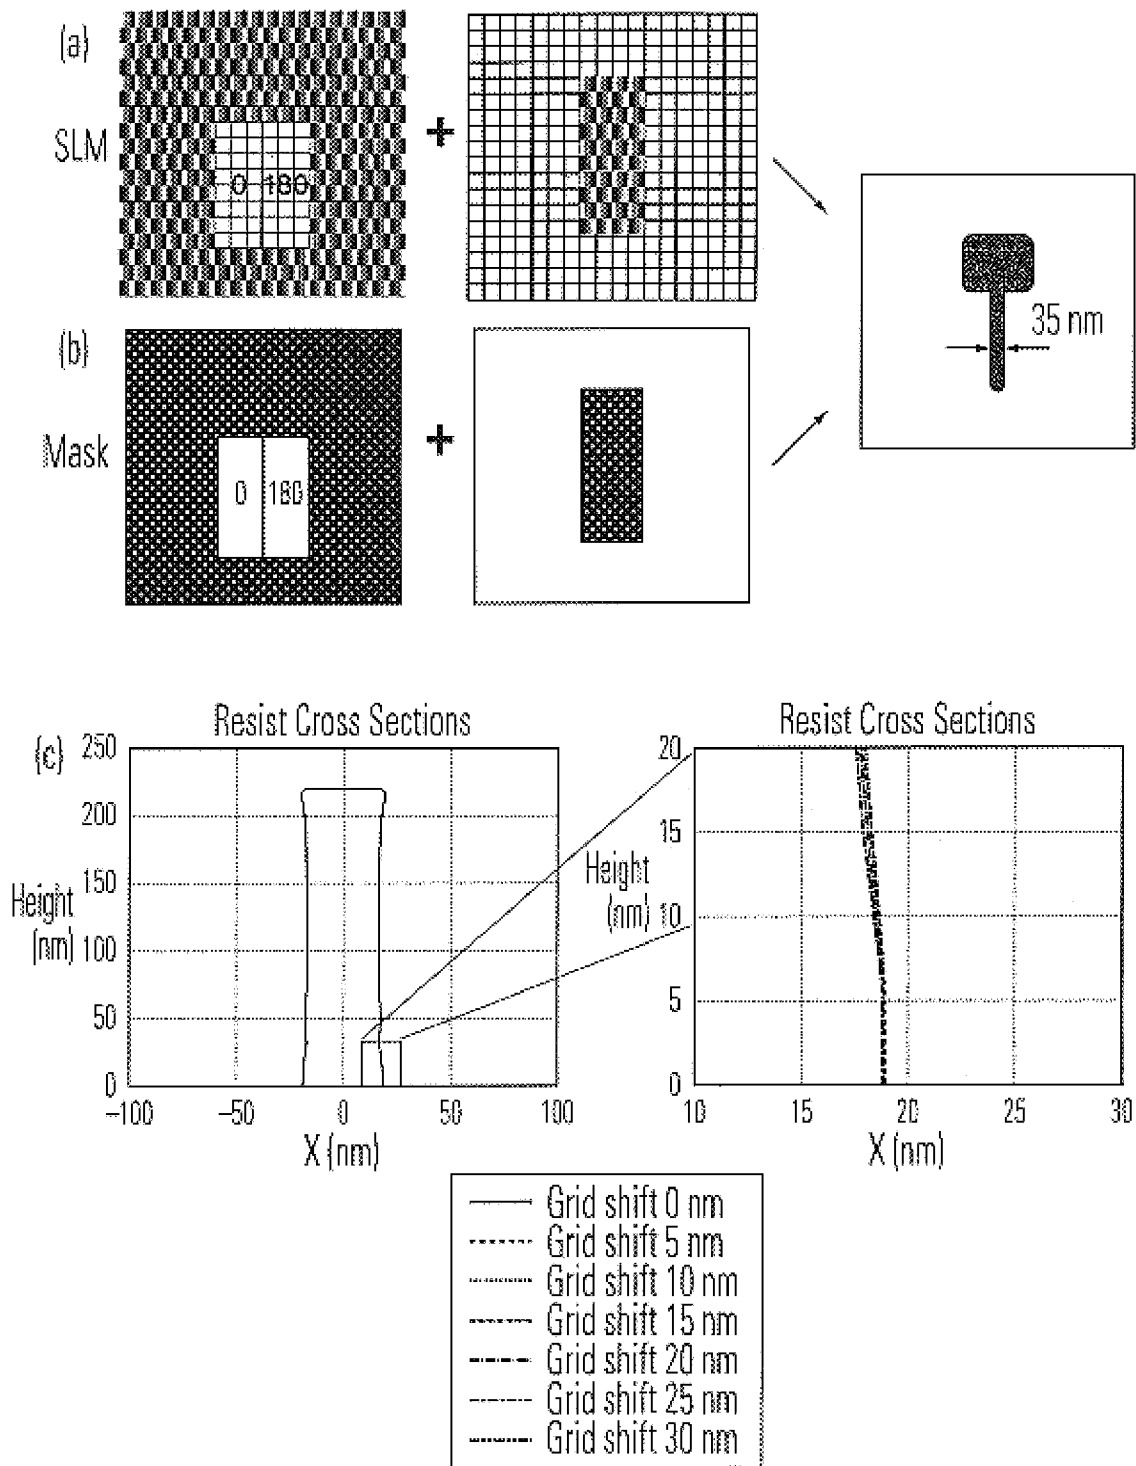 (a)
SLM
0 180
+
35 nm
(b)
Mask
0 180
+
(c)
Resist Cross Sections
250
200
150
100
50
0
Height
(nm)
-100 -50 0 50 100
X (nm)
Resist Cross Sections
20
15
10
5
0
Height
(nm)
10 15 20 25 30
X (nm)
Grid shift 0 nm
Grid shift 5 nm
Grid shift 10 nm
Grid shift 15 nm
Grid shift 20 nm
Grid shift 25 nm
Grid shift 30 nm